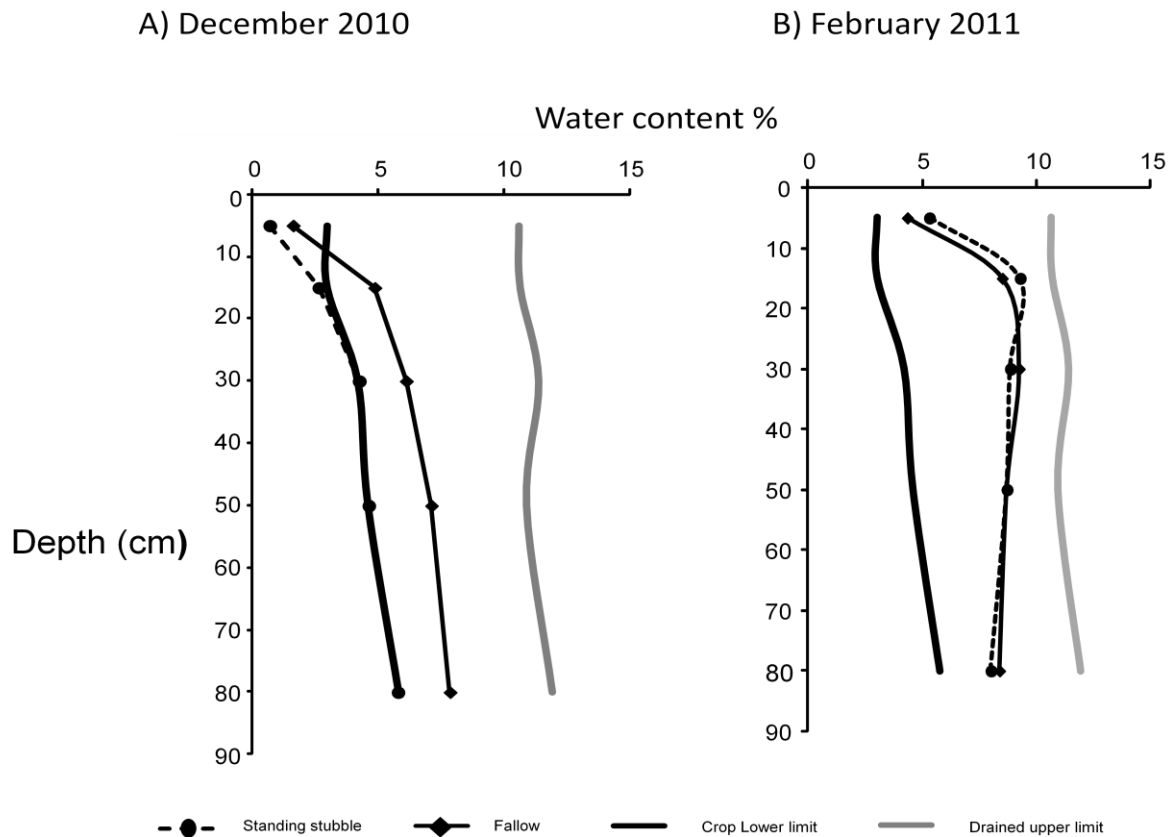 A) December 2010
B) February 2011
Water content %
0 5 10 15
0
10
20
30
40
50
60
70
80
90
0 5 10 15
0
10
20
30
40
50
60
70
80
90
Depth (cm)
Standing stubble Fallow Crop Lower limit Drained upper limit